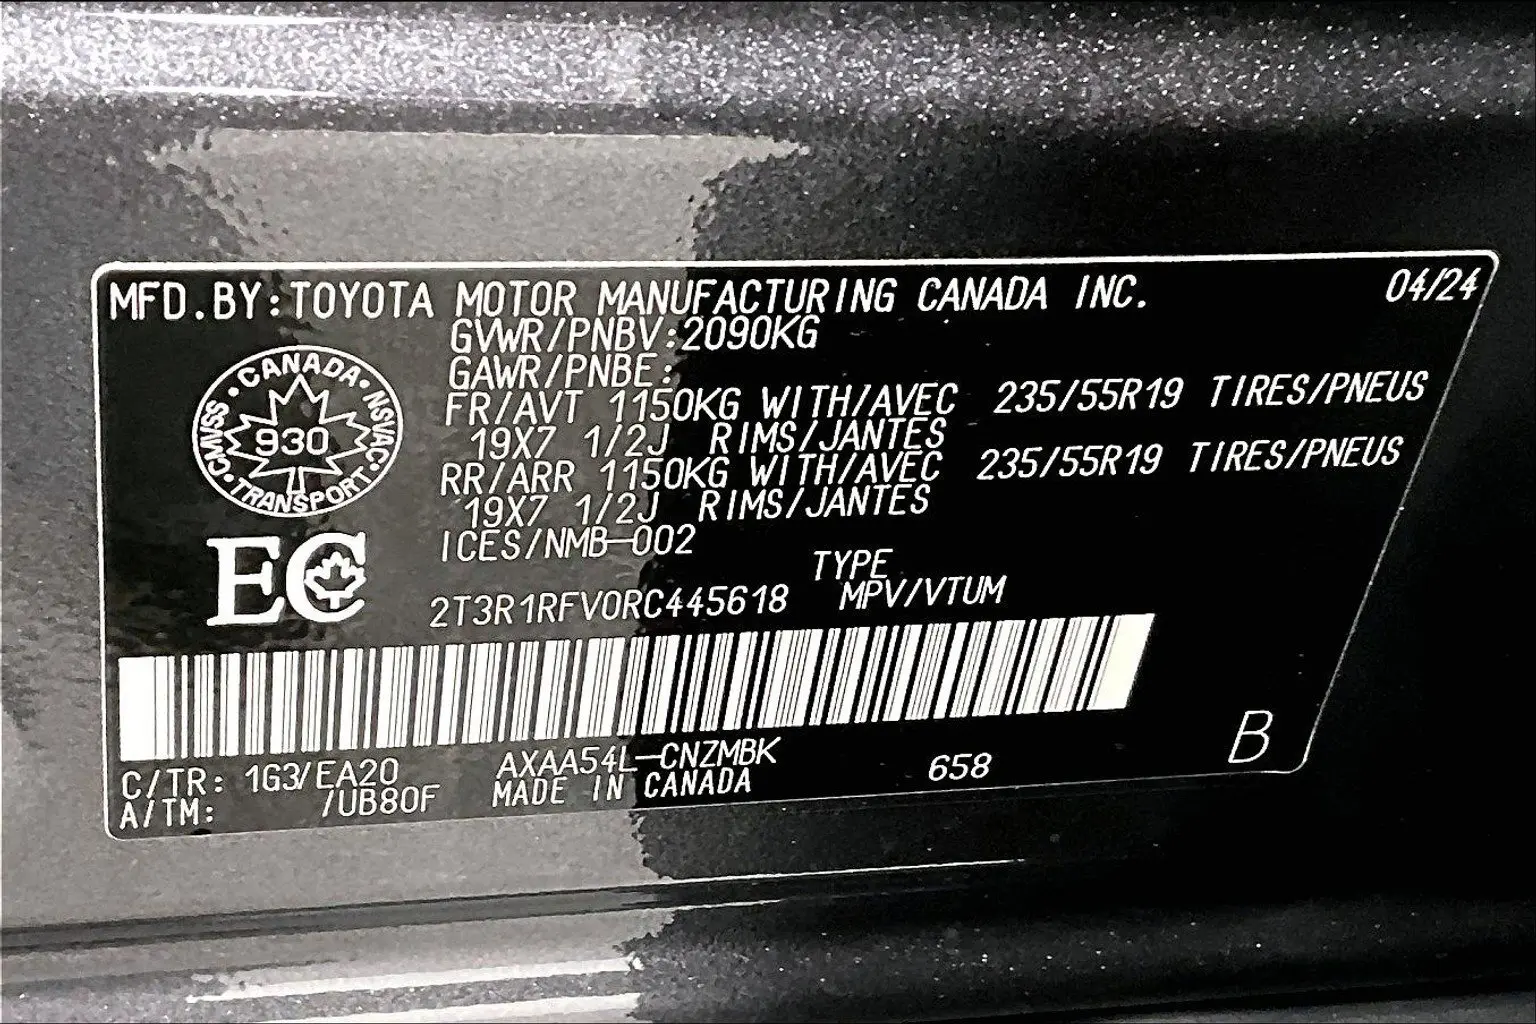 MFD.BY:TOYOTA MOTOR MANUFACTURING CANADA INC. 04/24
GVWR/PNBV:2090KG
GAWR/PNBE:
FR/AVT 1150KG WITH/AVEC 235/55R19 TIRES/PNEUS
19X7 1/2J RIMS/JANTES
RR/ARR 1150KG WITH/AVEC 235/55R19 TIRES/PNEUS
19X7 1/2J RIMS/JANTES
ICES/NMB-002
CANADA · NSVAC · TRANSPORT · CMVSS
930
EC
TYPE
2T3R1RFV0RC445618 MPV/VTUM
C/TR: 1G3/EA20 AXAA54L-CNZMBK 658 B
A/TM: /UB80F MADE IN CANADA